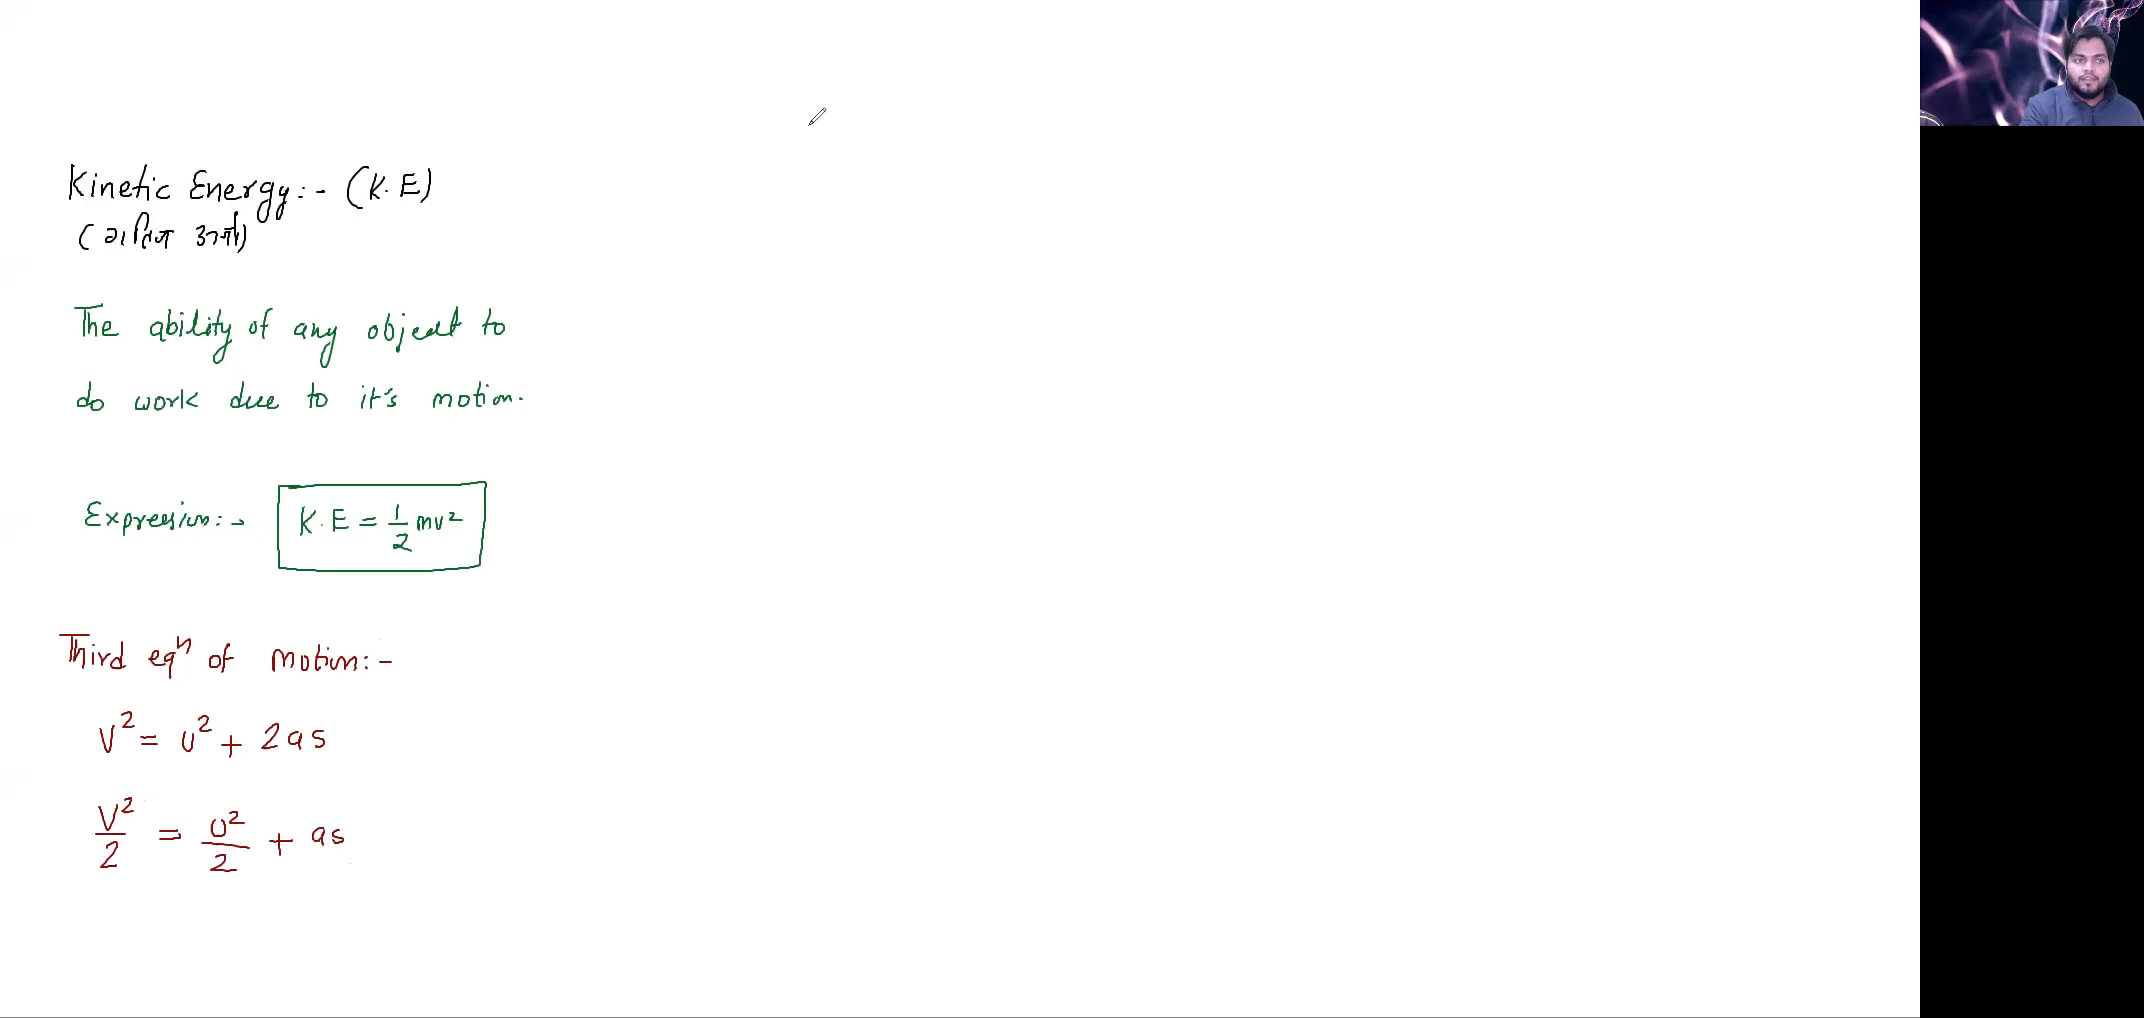 Kinetic Energy:- (K.E)
(गतिज ऊर्जा)
The ability of any object to
do work due to it's motion.
Expression:→ K.E = 1/2 mv²
Third eqⁿ of motion:-
V² = u² + 2as
V²/2 = u²/2 + as